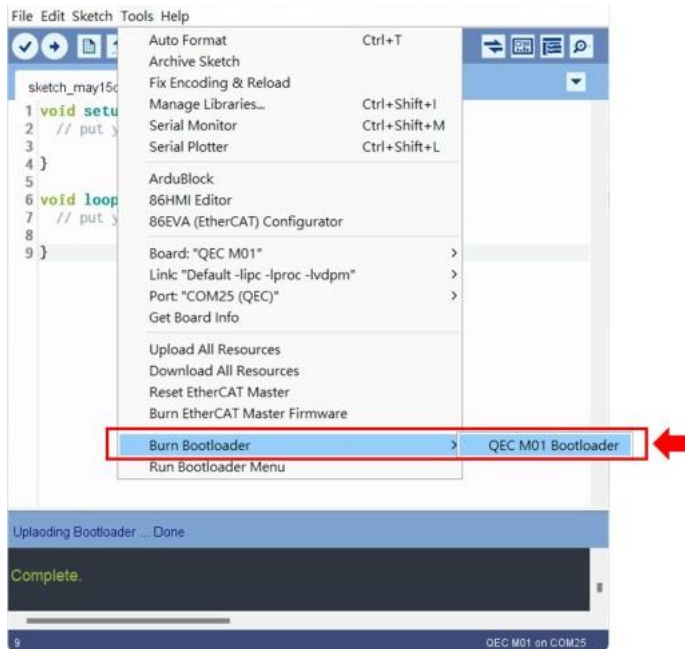 File Edit Sketch Tools Help
Auto Format Ctrl+T
Archive Sketch
Fix Encoding & Reload
Manage Libraries... Ctrl+Shift+I
Serial Monitor Ctrl+Shift+M
Serial Plotter Ctrl+Shift+L
ArduBlock
86HMI Editor
86EVA (EtherCAT) Configurator
Board: "QEC M01" >
Link: "Default -lipc -lproc -lvdpm" >
Port: "COM25 (QEC)" >
Get Board Info
Upload All Resources
Download All Resources
Reset EtherCAT Master
Burn EtherCAT Master Firmware
Burn Bootloader > QEC M01 Bootloader
Run Bootloader Menu
sketch_may15
1 void setu
2 // put y
3
4 }
5
6 void loop
7 // put y
8
9 }
Uplaoding Bootloader ... Done
Complete.
9 QEC M01 on COM25